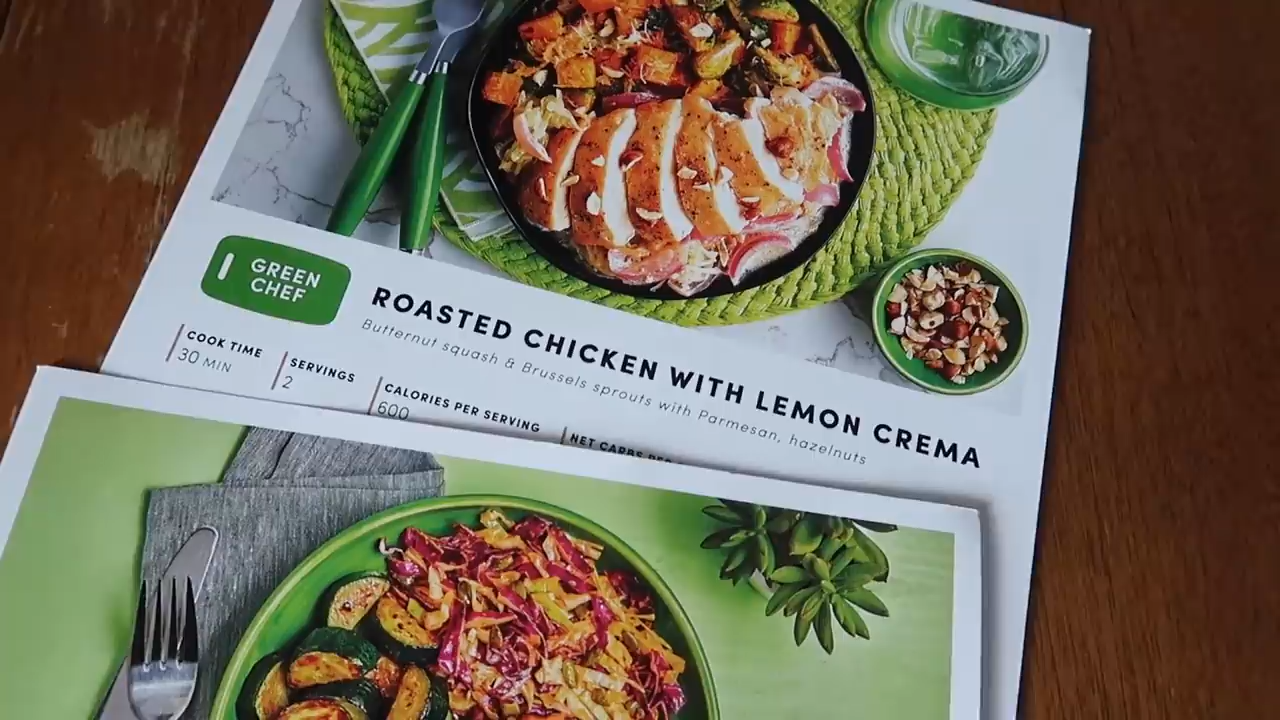 GREEN
CHEF
ROASTED CHICKEN WITH LEMON CREMA
Butternut squash & Brussels sprouts with Parmesan, hazelnuts
COOK TIME
30 MIN
SERVINGS
2
CALORIES PER SERVING
600
NET CARBS PER